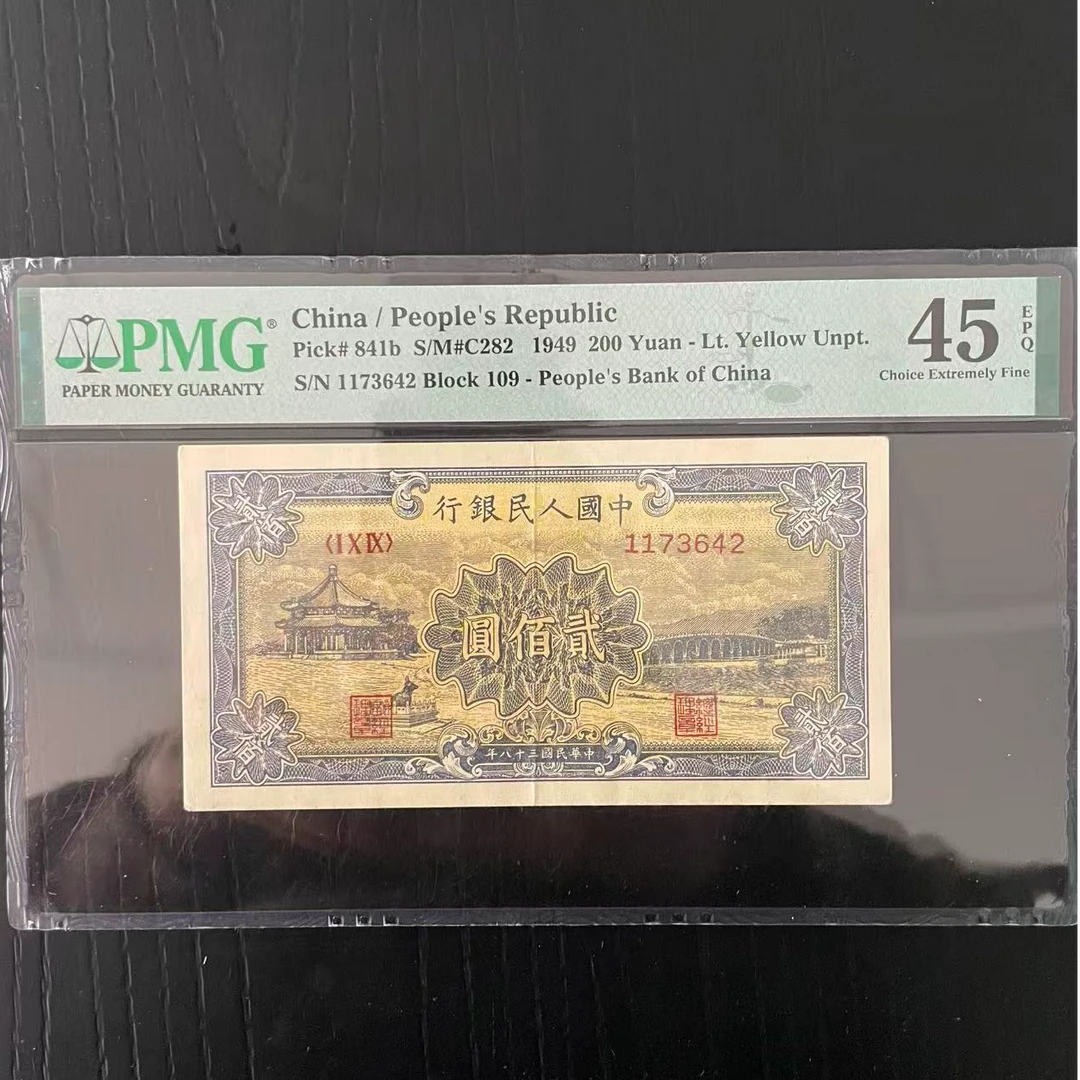 PMG®
PAPER MONEY GUARANTY
China / People's Republic
Pick# 841b S/M#C282 1949 200 Yuan - Lt. Yellow Unpt.
S/N 1173642 Block 109 - People's Bank of China
45 EPQ
Choice Extremely Fine
行銀民人國中
〈I X IX〉 1173642
圓佰貳
年八十三國民華中